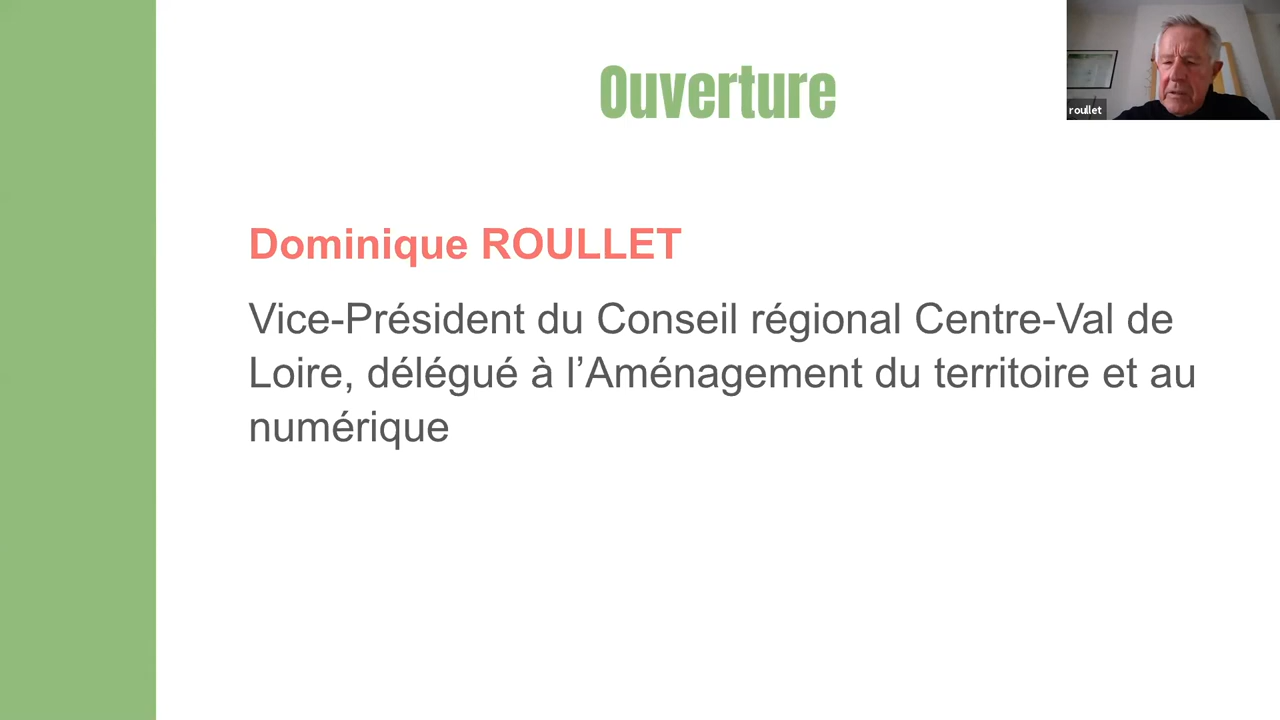 Ouverture
roullet
Dominique ROULLET
Vice-Président du Conseil régional Centre-Val de
Loire, délégué à l’Aménagement du territoire et au
numérique